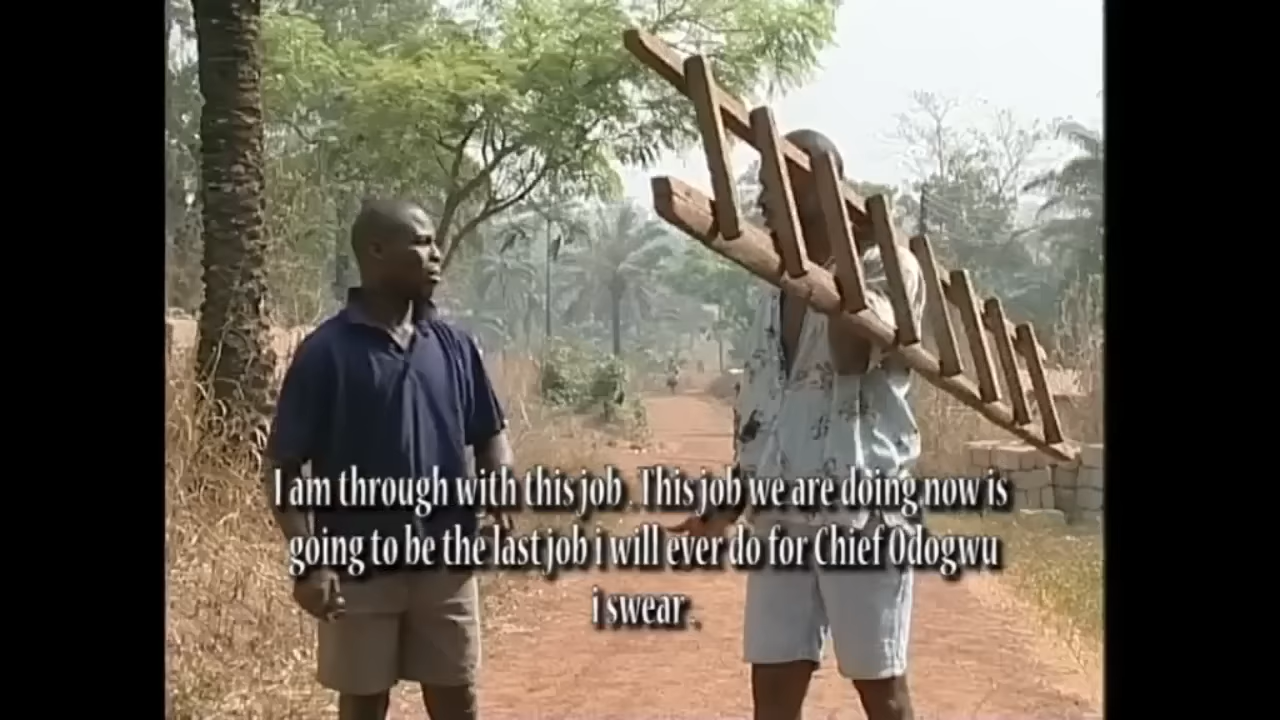 I am through with this job . This job we are doing now is
going to be the last job i will ever do for Chief Odogwu
i swear .